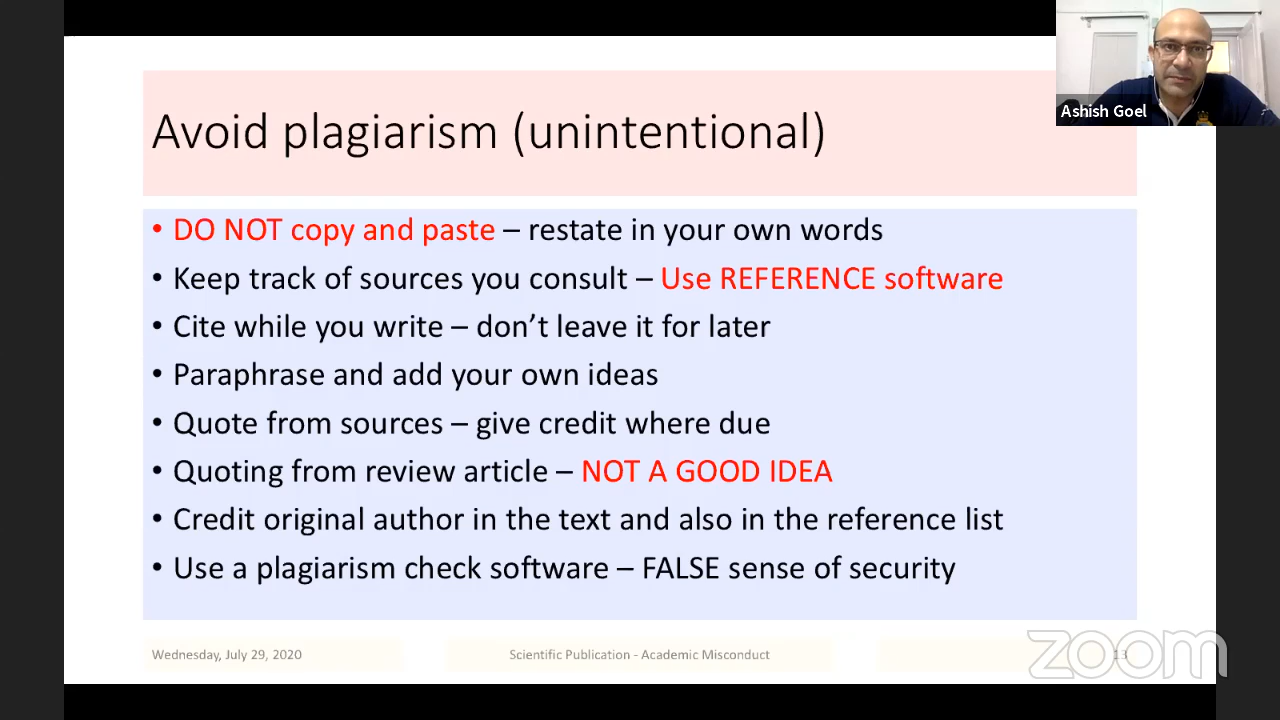 Ashish Goel
Avoid plagiarism (unintentional)
• DO NOT copy and paste – restate in your own words
• Keep track of sources you consult – Use REFERENCE software
• Cite while you write – don’t leave it for later
• Paraphrase and add your own ideas
• Quote from sources – give credit where due
• Quoting from review article – NOT A GOOD IDEA
• Credit original author in the text and also in the reference list
• Use a plagiarism check software – FALSE sense of security
Wednesday, July 29, 2020
Scientific Publication - Academic Misconduct
13
zoom